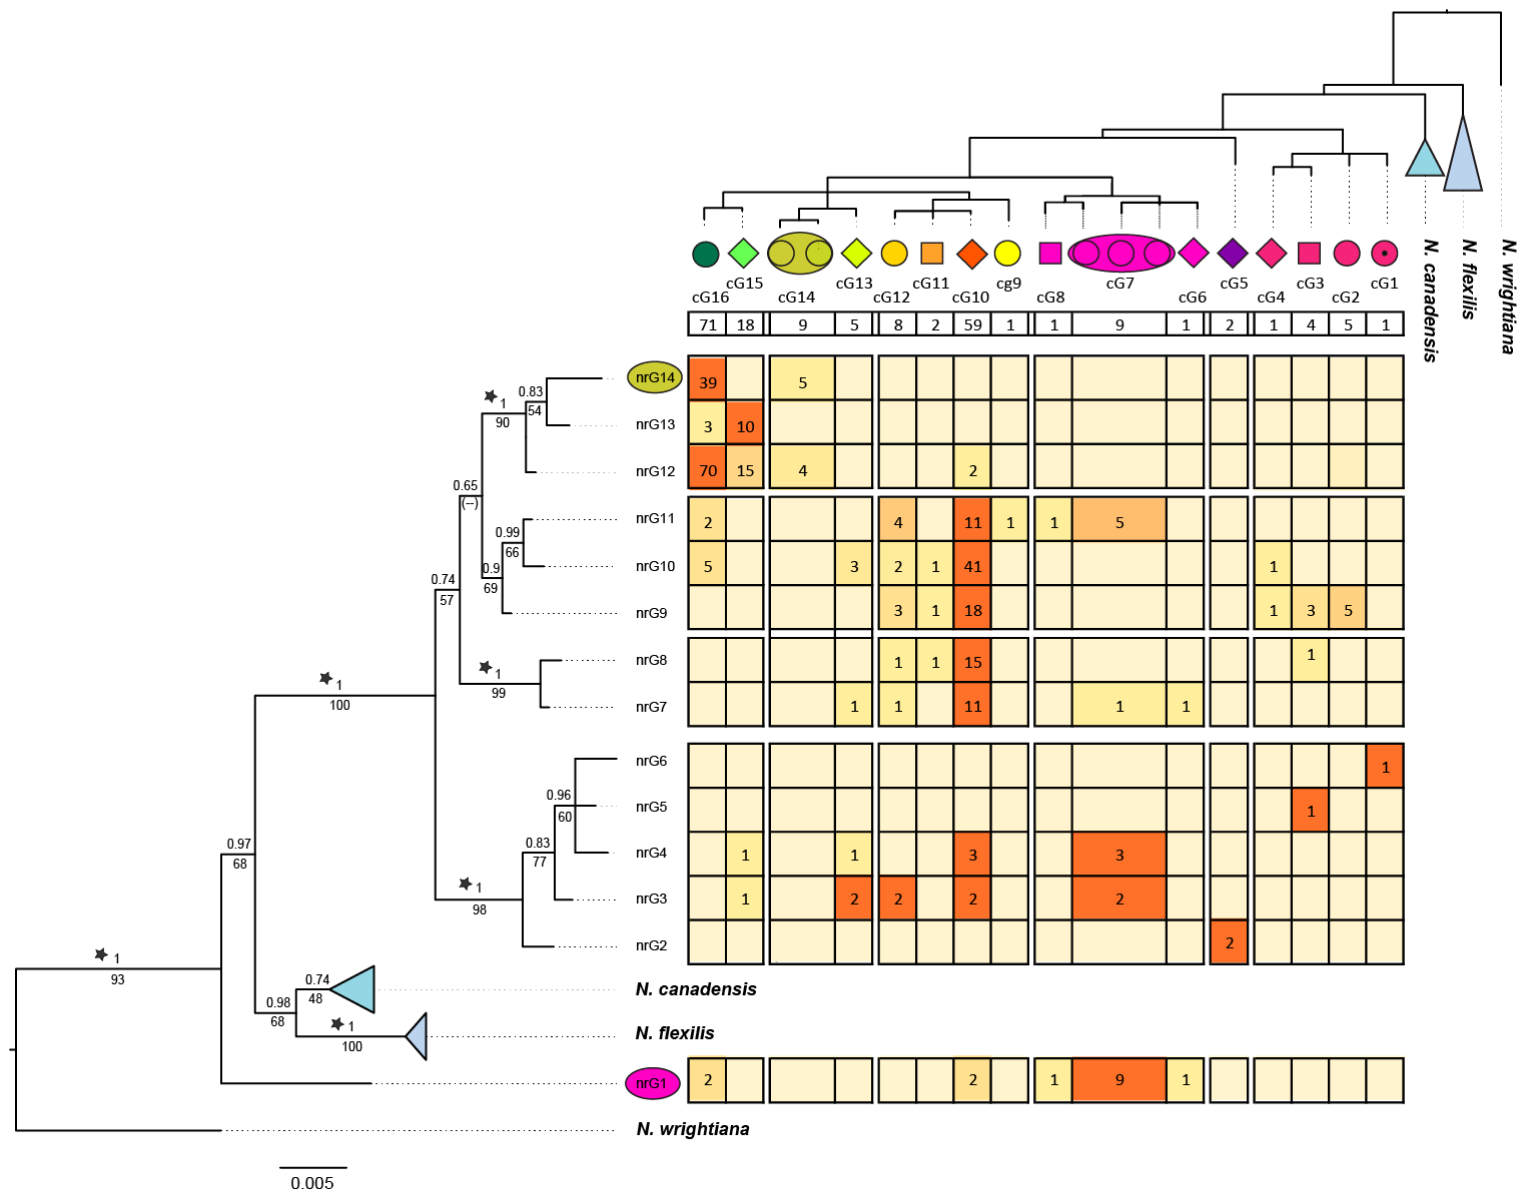 N. canadensis
N. flexilis
N. wrightiana
cG16 cG15 cG14 cG13 cG12 cG11 cG10 cg9 cG8 cG7 cG6 cG5 cG4 cG3 cG2 cG1
71 18 9 5 8 2 59 1 1 9 1 2 1 4 5 1
nrG14 39 5
nrG13 3 10
nrG12 70 15 4 2
nrG11 2 4 11 1 1 5
nrG10 5 3 2 1 41 1
nrG9 3 1 18 1 3 5
nrG8 1 1 15 1
nrG7 1 1 11 1 1
nrG6 1
nrG5 1
nrG4 1 1 3 3
nrG3 1 2 2 2 2
nrG2 2
N. canadensis
N. flexilis
nrG1 2 2 1 9 1
N. wrightiana
0.83
54
1
90
0.65
(--)
0.99
66
0.9
69
0.74
57
1
99
1
100
0.96
60
0.83
77
1
98
0.97
68
1
93
0.74
48
0.98
68
1
100
0.005